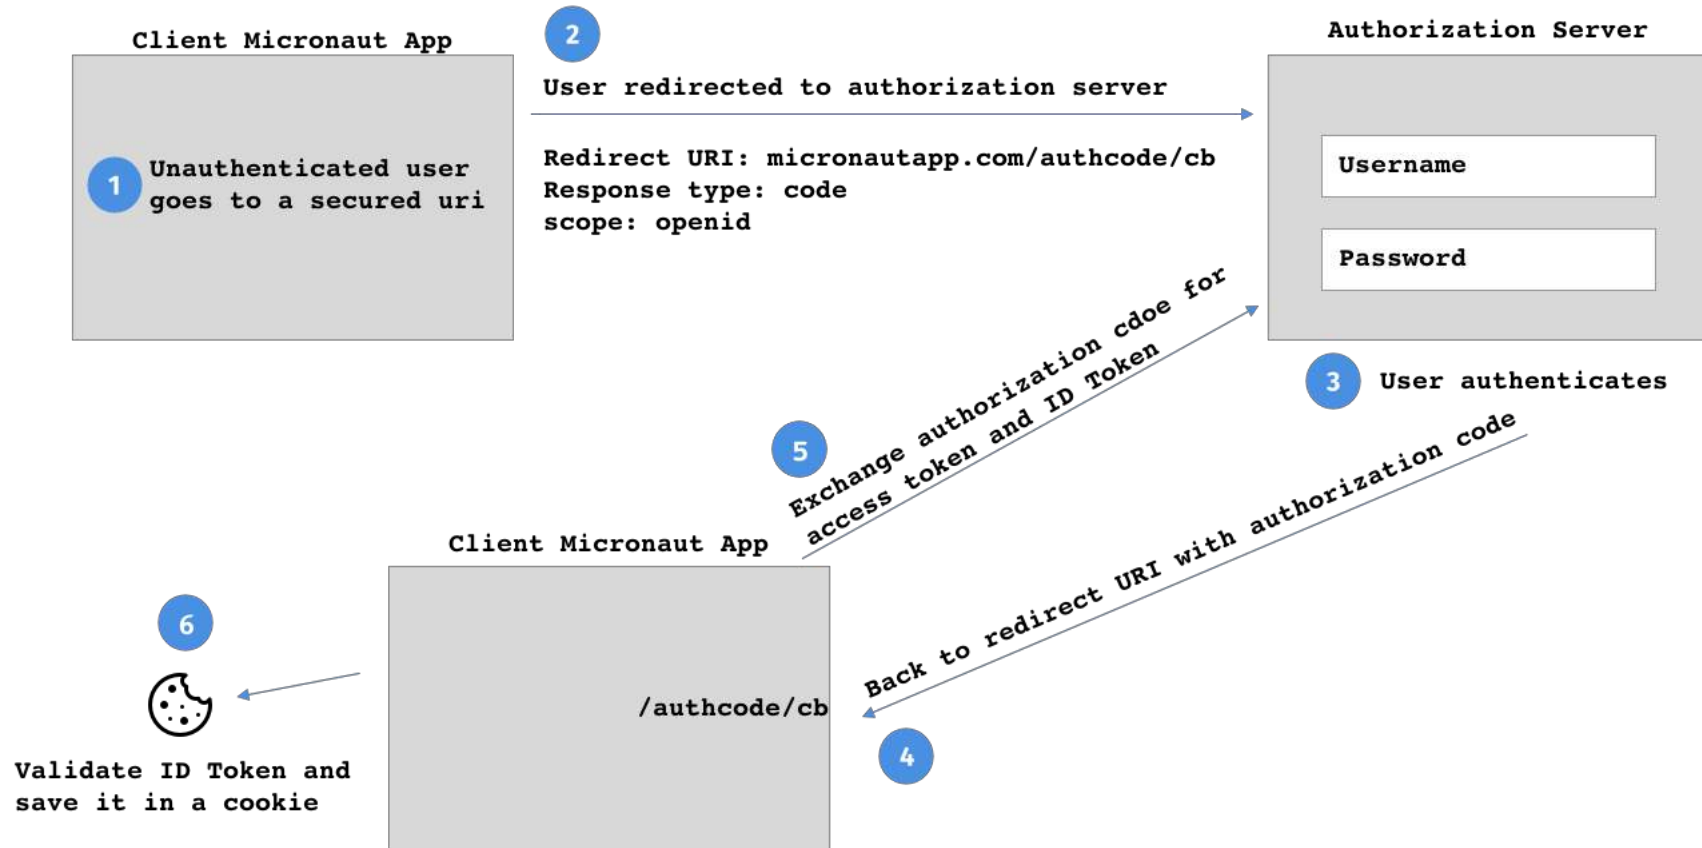 Client Micronaut App
2
Authorization Server
User redirected to authorization server
1
Unauthenticated user
goes to a secured uri
Redirect URI: micronautapp.com/authcode/cb
Response type: code
scope: openid
Username
Password
3
User authenticates
5
Exchange authorization cdoe for
access token and ID Token
Back to redirect URI with authorization code
4
Client Micronaut App
/authcode/cb
6
Validate ID Token and
save it in a cookie